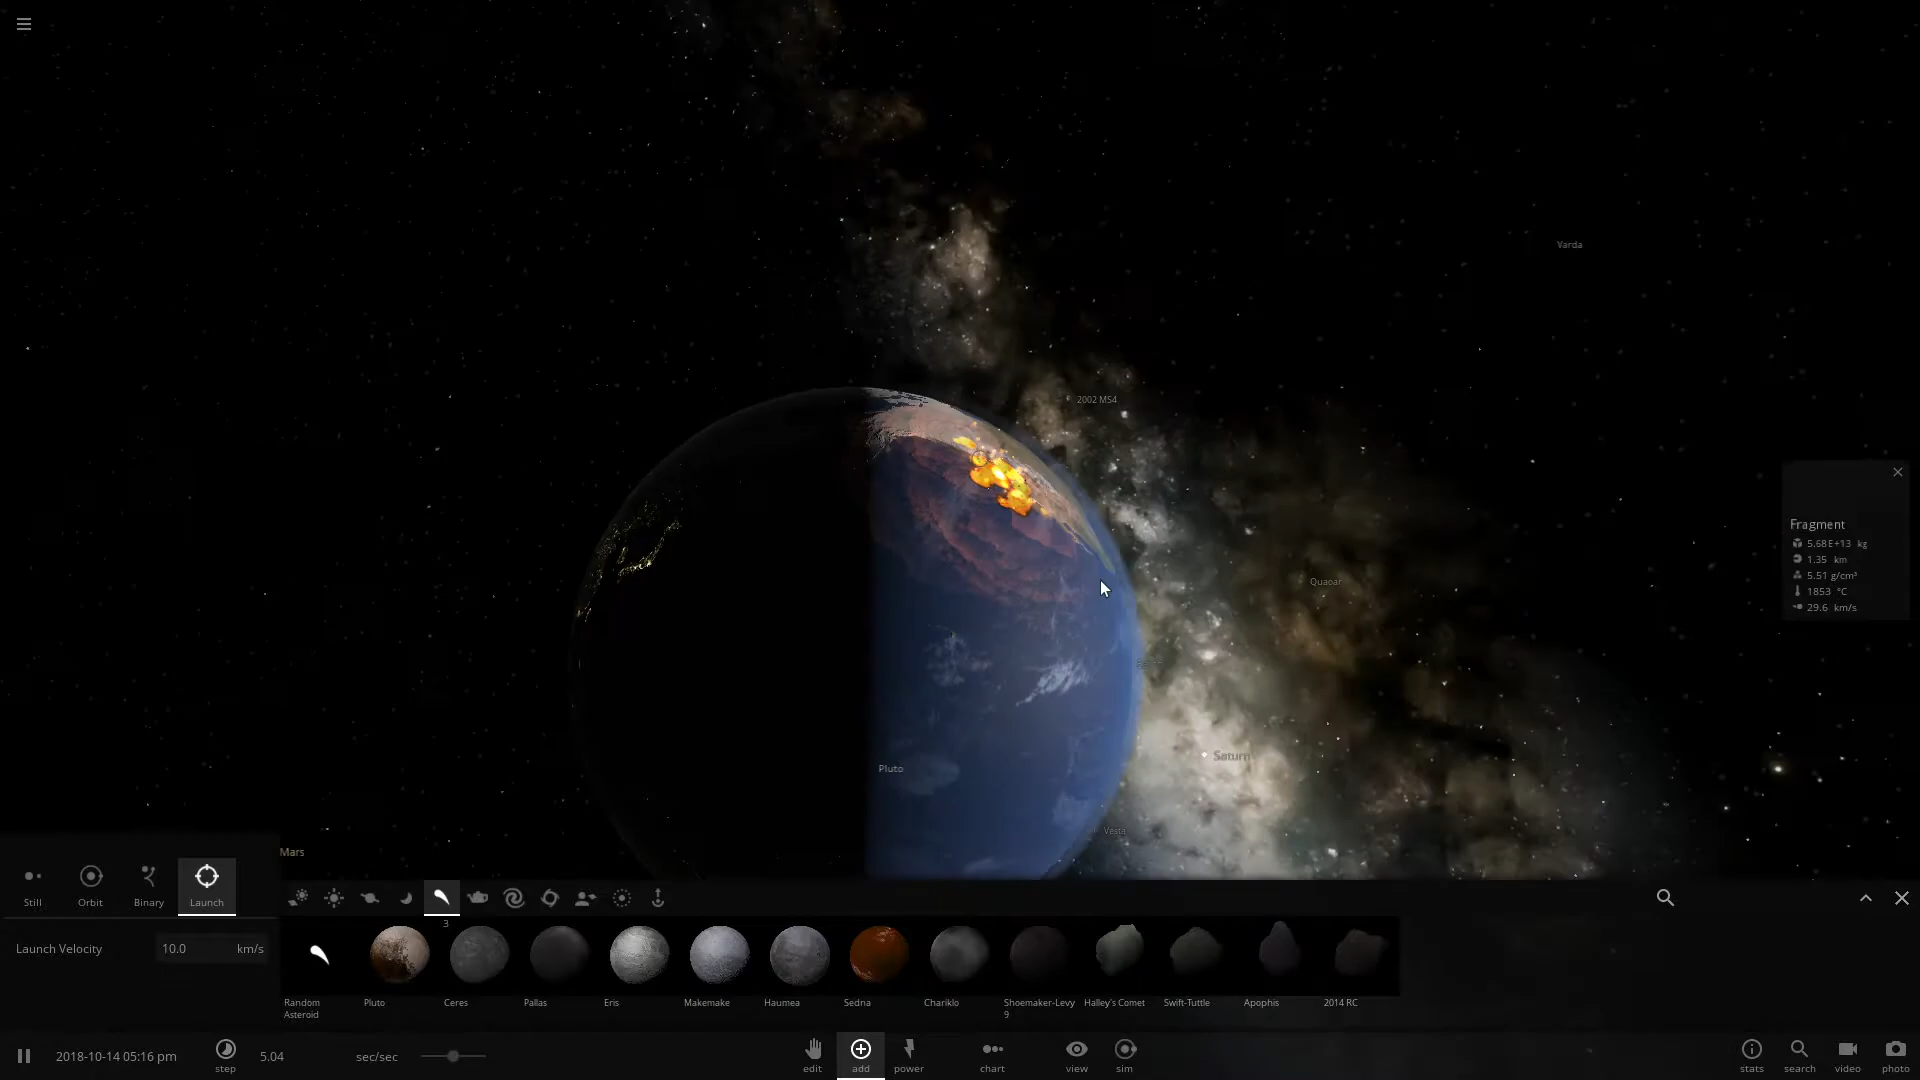 Varda
2002 MS4
Fragment
5.68E+13 kg
1.35 km
5.51 g/cm³
1853 °C
29.6 km/s
Quaoar
Saturn
Pluto
Vesta
Mars
Still
Orbit
Binary
Launch
3
Launch Velocity
10.0
km/s
Random Asteroid
Pluto
Ceres
Pallas
Eris
Makemake
Haumea
Sedna
Chariklo
Shoemaker-Levy 9
Halley's Comet
Swift-Tuttle
Apophis
2014 RC
2018-10-14 05:16 pm
step
5.04
sec/sec
edit
add
power
chart
view
sim
stats
search
video
photo